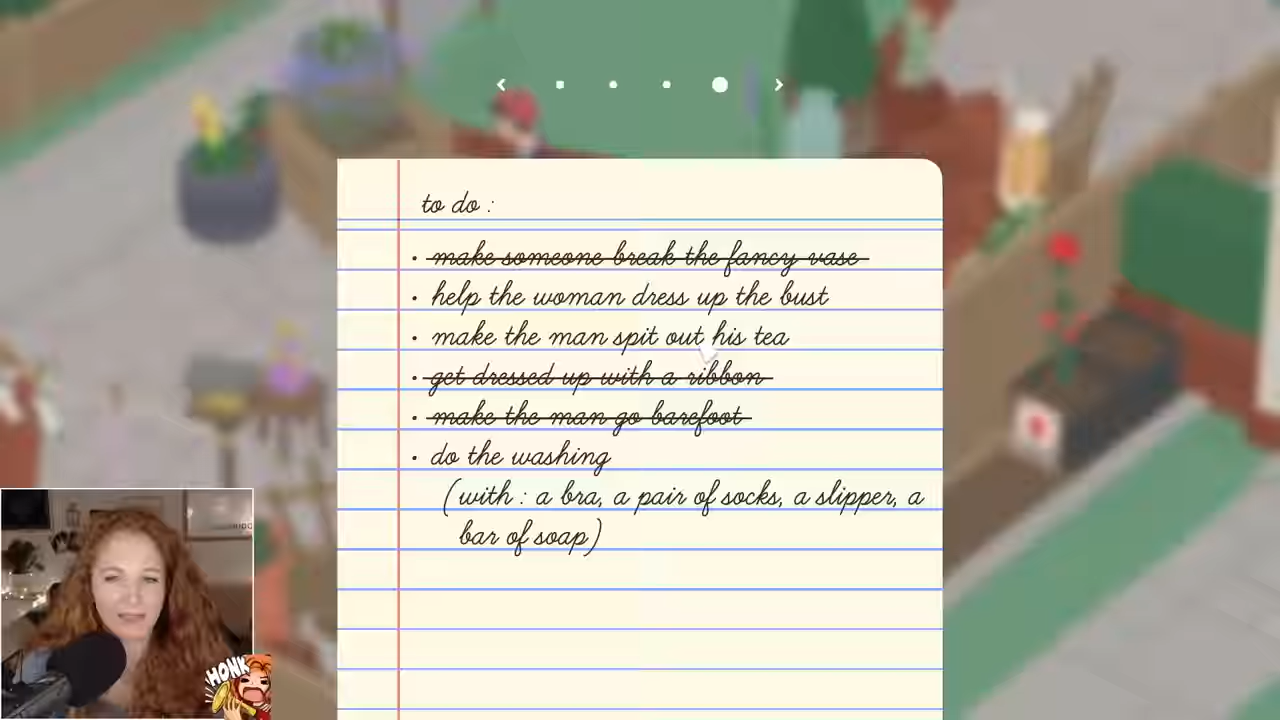 to do :
• make someone break the fancy vase
• help the woman dress up the bust
• make the man spit out his tea
• get dressed up with a ribbon
• make the man go barefoot
• do the washing
(with : a bra, a pair of socks, a slipper, a
bar of soap)
HONK